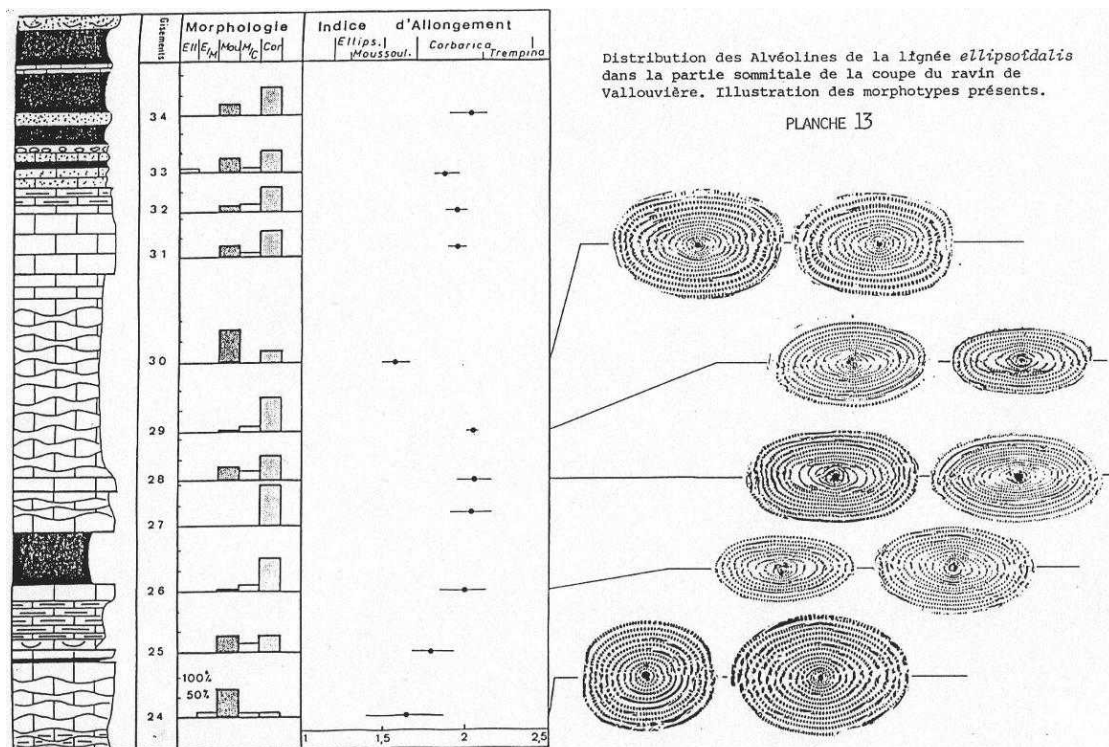 Gisements
Morphologie
Ell E/M Mou M/C Cor
Indice d'Allongement
Ellips. Corbarica
Moussoul. Trempina
34
33
32
31
30
29
28
27
26
25
100%
50%
24
1 1,5 2 2,5
Distribution des Alvéolines de la lignée ellipsoïdalis
dans la partie sommitale de la coupe du ravin de
Vallouvière. Illustration des morphotypes présents.
PLANCHE 13